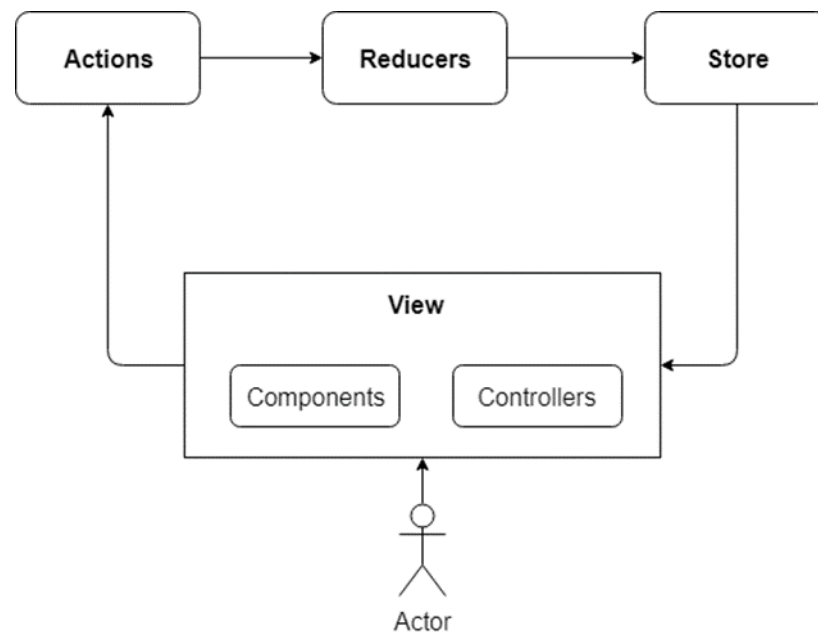 Actions
Reducers
Store
View
Components
Controllers
Actor